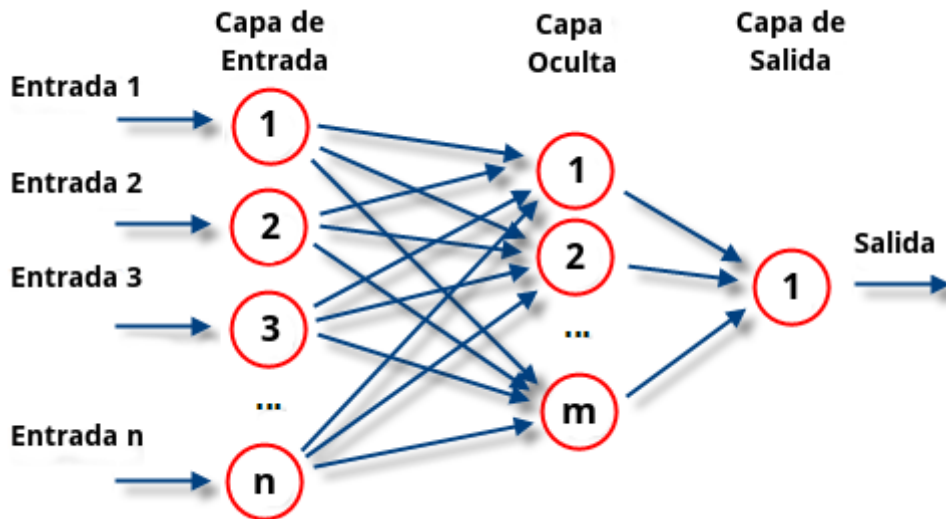 Capa de
Entrada
Capa
Oculta
Capa de
Salida
Entrada 1
1
Entrada 2
2
Entrada 3
3
...
Entrada n
n
1
2
...
m
1
Salida